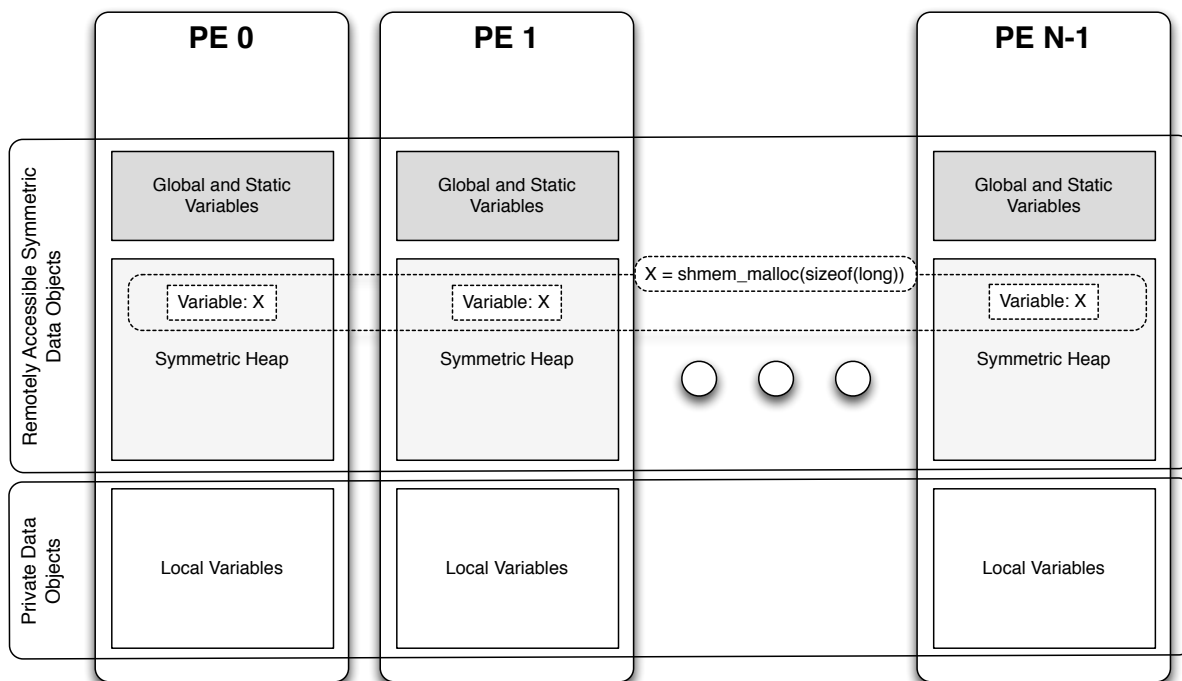 PE 0
PE 1
PE N-1
Remotely Accessible Symmetric
Data Objects
Global and Static
Variables
Global and Static
Variables
Global and Static
Variables
X = shmem_malloc(sizeof(long))
Variable: X
Variable: X
Variable: X
Symmetric Heap
Symmetric Heap
Symmetric Heap
Private Data
Objects
Local Variables
Local Variables
Local Variables